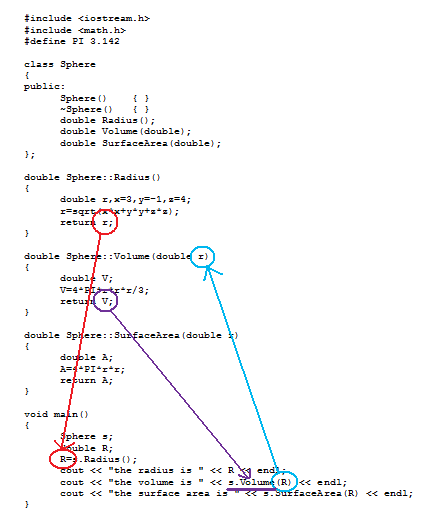 #include <iostream.h>
#include <math.h>
#define PI 3.142
class Sphere
{
public:
Sphere() { }
~Sphere() { }
double Radius();
double Volume(double);
double SurfaceArea(double);
};
double Sphere::Radius()
{
double r,x=3,y=-1,z=4;
r=sqrt(x*x+y*y+z*z);
return r;
}
double Sphere::Volume(double r)
{
double V;
V=4*PI*r*r*r/3;
return V;
}
double Sphere::SurfaceArea(double r)
{
double A;
A=4*PI*r*r;
return A;
}
void main()
{
Sphere s;
double R;
R=s.Radius();
cout << "the radius is " << R << endl;
cout << "the volume is " << s.Volume(R) << endl;
cout << "the surface area is " << s.SurfaceArea(R) << endl;
}